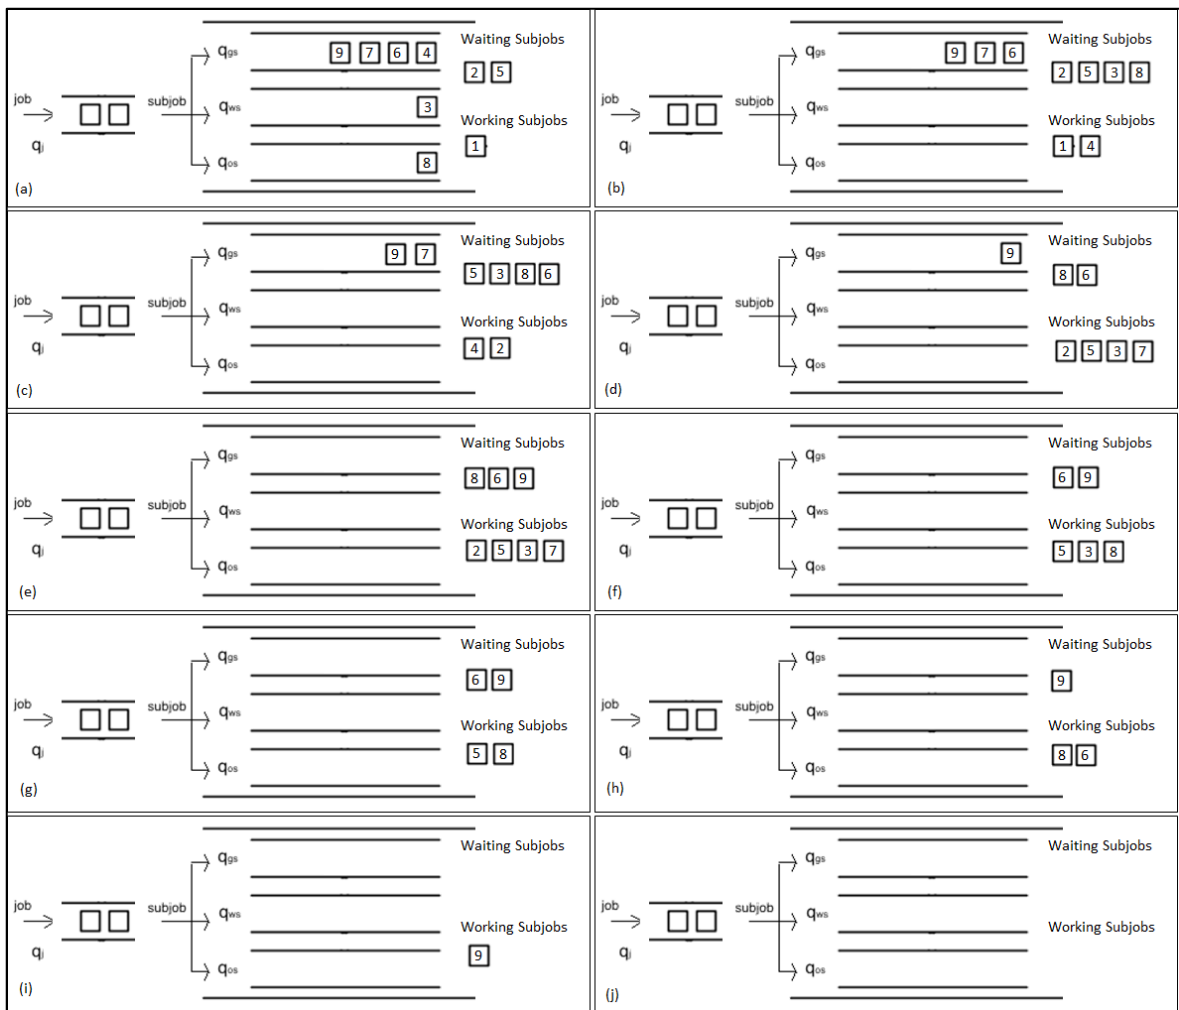 qgs 9 7 6 4 Waiting Subjobs
2 5
job subjob qws 3
Working Subjobs
qj 1
qos 8
(a)
qgs 9 7 6 Waiting Subjobs
2 5 3 8
job subjob qws
Working Subjobs
qj 1 4
qos
(b)
qgs 9 7 Waiting Subjobs
5 3 8 6
job subjob qws
Working Subjobs
qj 4 2
qos
(c)
qgs 9 Waiting Subjobs
8 6
job subjob qws
Working Subjobs
qj 2 5 3 7
qos
(d)
qgs Waiting Subjobs
8 6 9
job subjob qws
Working Subjobs
qj 2 5 3 7
qos
(e)
qgs Waiting Subjobs
6 9
job subjob qws
Working Subjobs
qj 5 3 8
qos
(f)
qgs Waiting Subjobs
6 9
job subjob qws
Working Subjobs
qj 5 8
qos
(g)
qgs Waiting Subjobs
9
job subjob qws
Working Subjobs
qj 8 6
qos
(h)
qgs Waiting Subjobs
job subjob qws
Working Subjobs
qj 9
qos
(i)
qgs Waiting Subjobs
job subjob qws
Working Subjobs
qj
qos
(j)